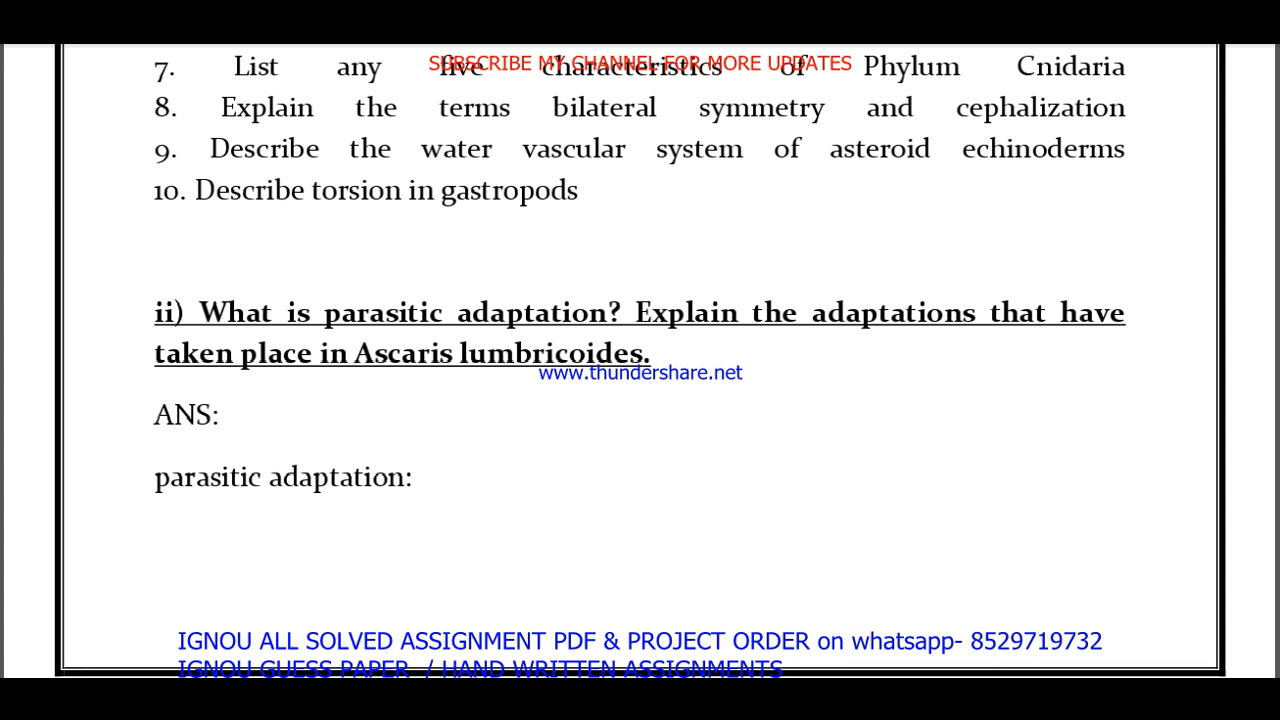 SUBSCRIBE MY CHANNEL FOR MORE UPDATES
7. List any five characteristics of Phylum Cnidaria
8. Explain the terms bilateral symmetry and cephalization
9. Describe the water vascular system of asteroid echinoderms
10. Describe torsion in gastropods
ii) What is parasitic adaptation? Explain the adaptations that have
taken place in Ascaris lumbricoides.
www.thundershare.net
ANS:
parasitic adaptation:
IGNOU ALL SOLVED ASSIGNMENT PDF & PROJECT ORDER on whatsapp- 8529719732
IGNOU GUESS PAPER / HAND WRITTEN ASSIGNMENTS